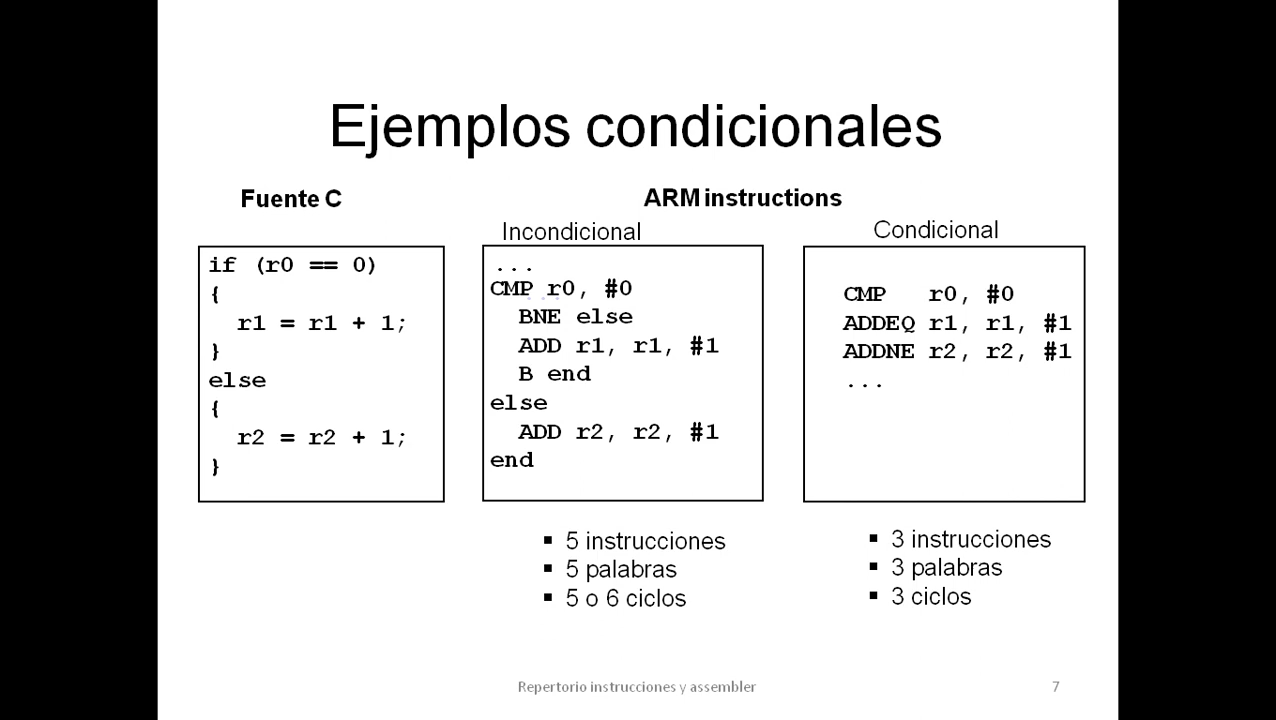 Ejemplos condicionales
Fuente C
ARM instructions
Incondicional
Condicional
if (r0 == 0)
{
r1 = r1 + 1;
}
else
{
r2 = r2 + 1;
}
...
CMP r0, #0
BNE else
ADD r1, r1, #1
B end
else
ADD r2, r2, #1
end
CMP r0, #0
ADDEQ r1, r1, #1
ADDNE r2, r2, #1
...
▪ 5 instrucciones
▪ 5 palabras
▪ 5 o 6 ciclos
▪ 3 instrucciones
▪ 3 palabras
▪ 3 ciclos
Repertorio instrucciones y assembler
7